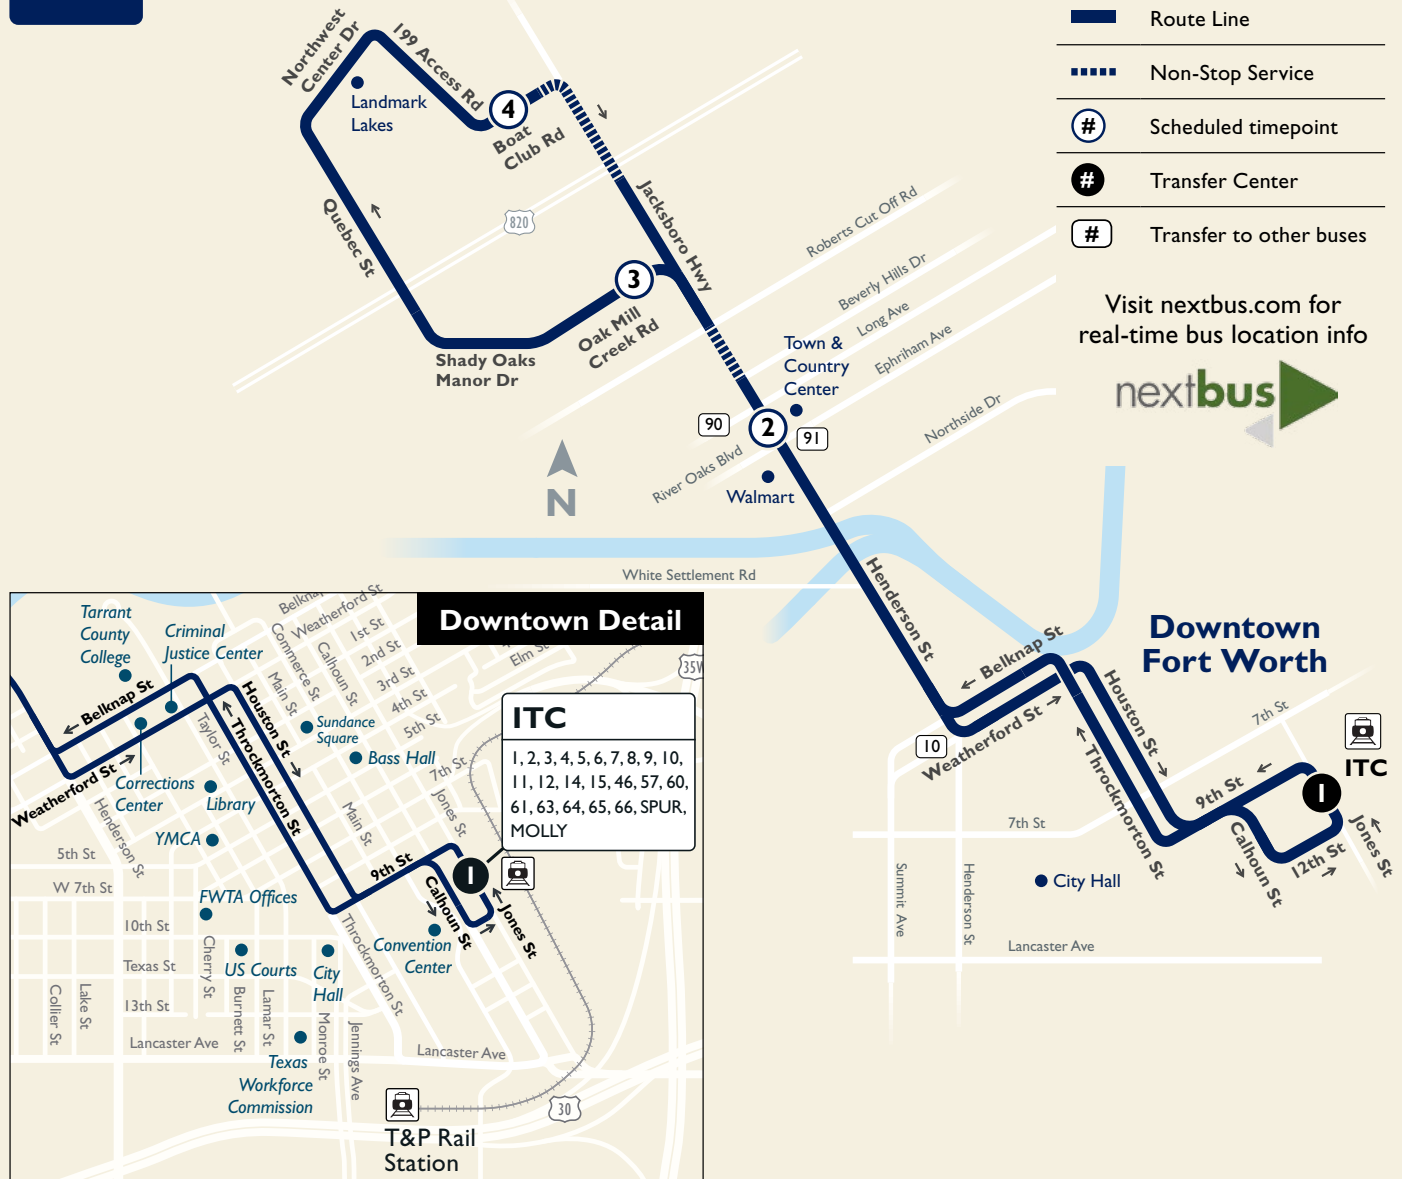 Route Line
Non-Stop Service
# Scheduled timepoint
# Transfer Center
# Transfer to other buses
Visit nextbus.com for
real-time bus location info
nextbus
Northwest
Center Dr
199 Access Rd
Landmark
Lakes
4
Boat
Club Rd
Quebec St
820
Jacksboro Hwy
3
Oak Mill
Creek Rd
Shady Oaks
Manor Dr
Roberts Cut Off Rd
Beverly Hills Dr
Long Ave
Ephriham Ave
Northside Dr
Town &
Country
Center
90
2
91
River Oaks Blvd
Walmart
N
White Settlement Rd
Henderson St
Downtown
Fort Worth
Belknap St
Weatherford St
10
Houston St
Throckmorton St
7th St
ITC
1
9th St
Calhoun St
12th St
Jones St
7th St
City Hall
Summit Ave
Henderson St
Lancaster Ave
Downtown Detail
Tarrant
County
College
Criminal
Justice Center
Belknap St
Weatherford St
Corrections
Center
Library
YMCA
Taylor St
Houston St
Throckmorton St
Weatherford St
1st St
2nd St
3rd St
4th St
5th St
Commerce St
Calhoun St
Main St
Elm St
35W
Sundance
Square
Bass Hall
7th St
Jones St
Main St
ITC
1, 2, 3, 4, 5, 6, 7, 8, 9, 10,
11, 12, 14, 15, 46, 57, 60,
61, 63, 64, 65, 66, SPUR,
MOLLY
9th St
1
Calhoun St
Jones St
Convention
Center
Henderson St
5th St
W 7th St
FWTA Offices
10th St
Cherry St
US Courts
City
Hall
Throckmorton St
Texas St
13th St
Collier St
Lake St
Burnett St
Lamar St
Monroe St
Jennings Ave
Lancaster Ave
Lancaster Ave
Texas
Workforce
Commission
30
T&P Rail
Station